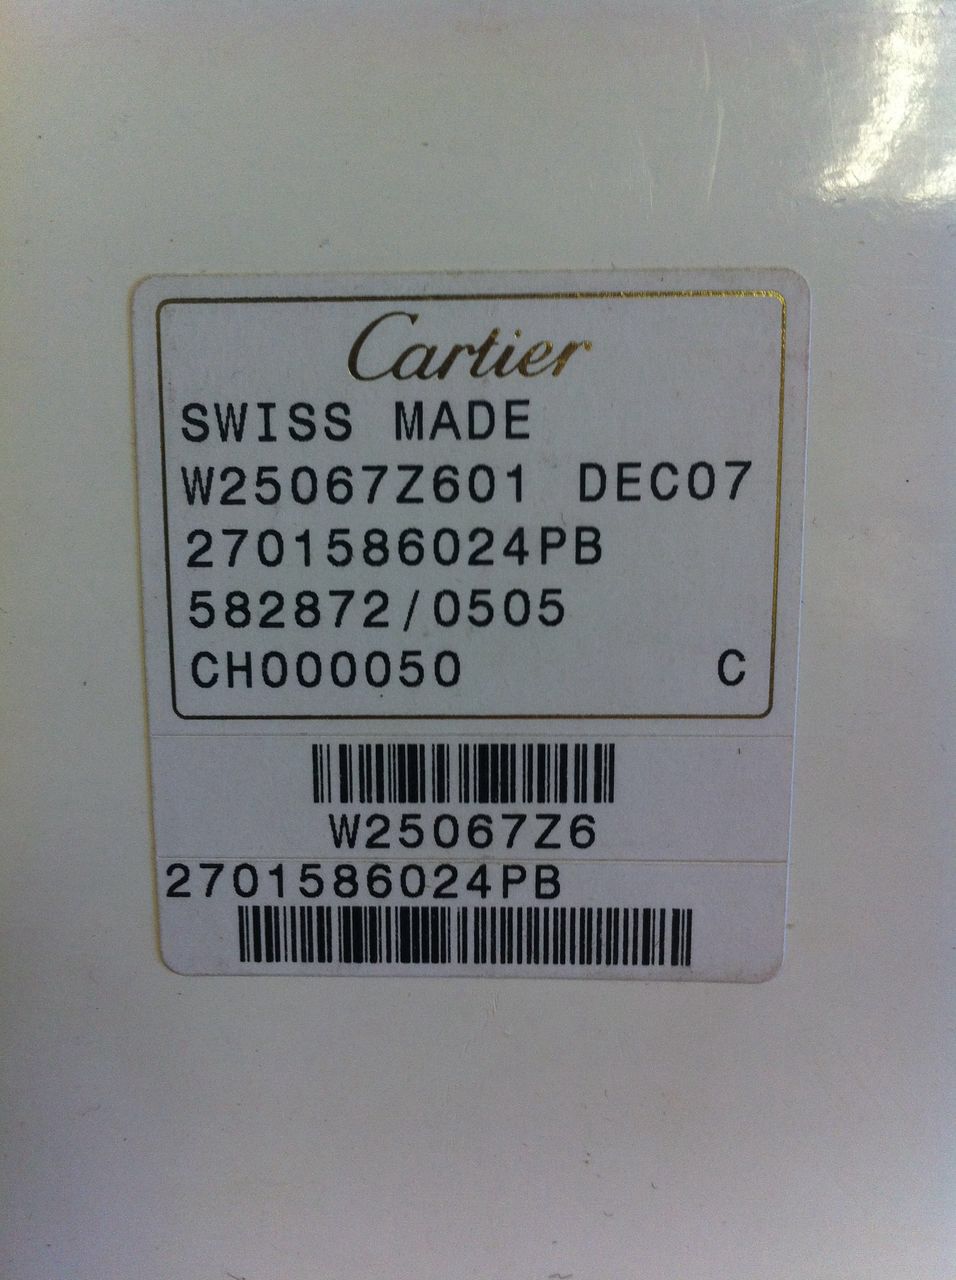 Cartier
SWISS MADE
W25067Z601 DEC07
2701586024PB
582872/0505
CH000050 C
W25067Z6
2701586024PB